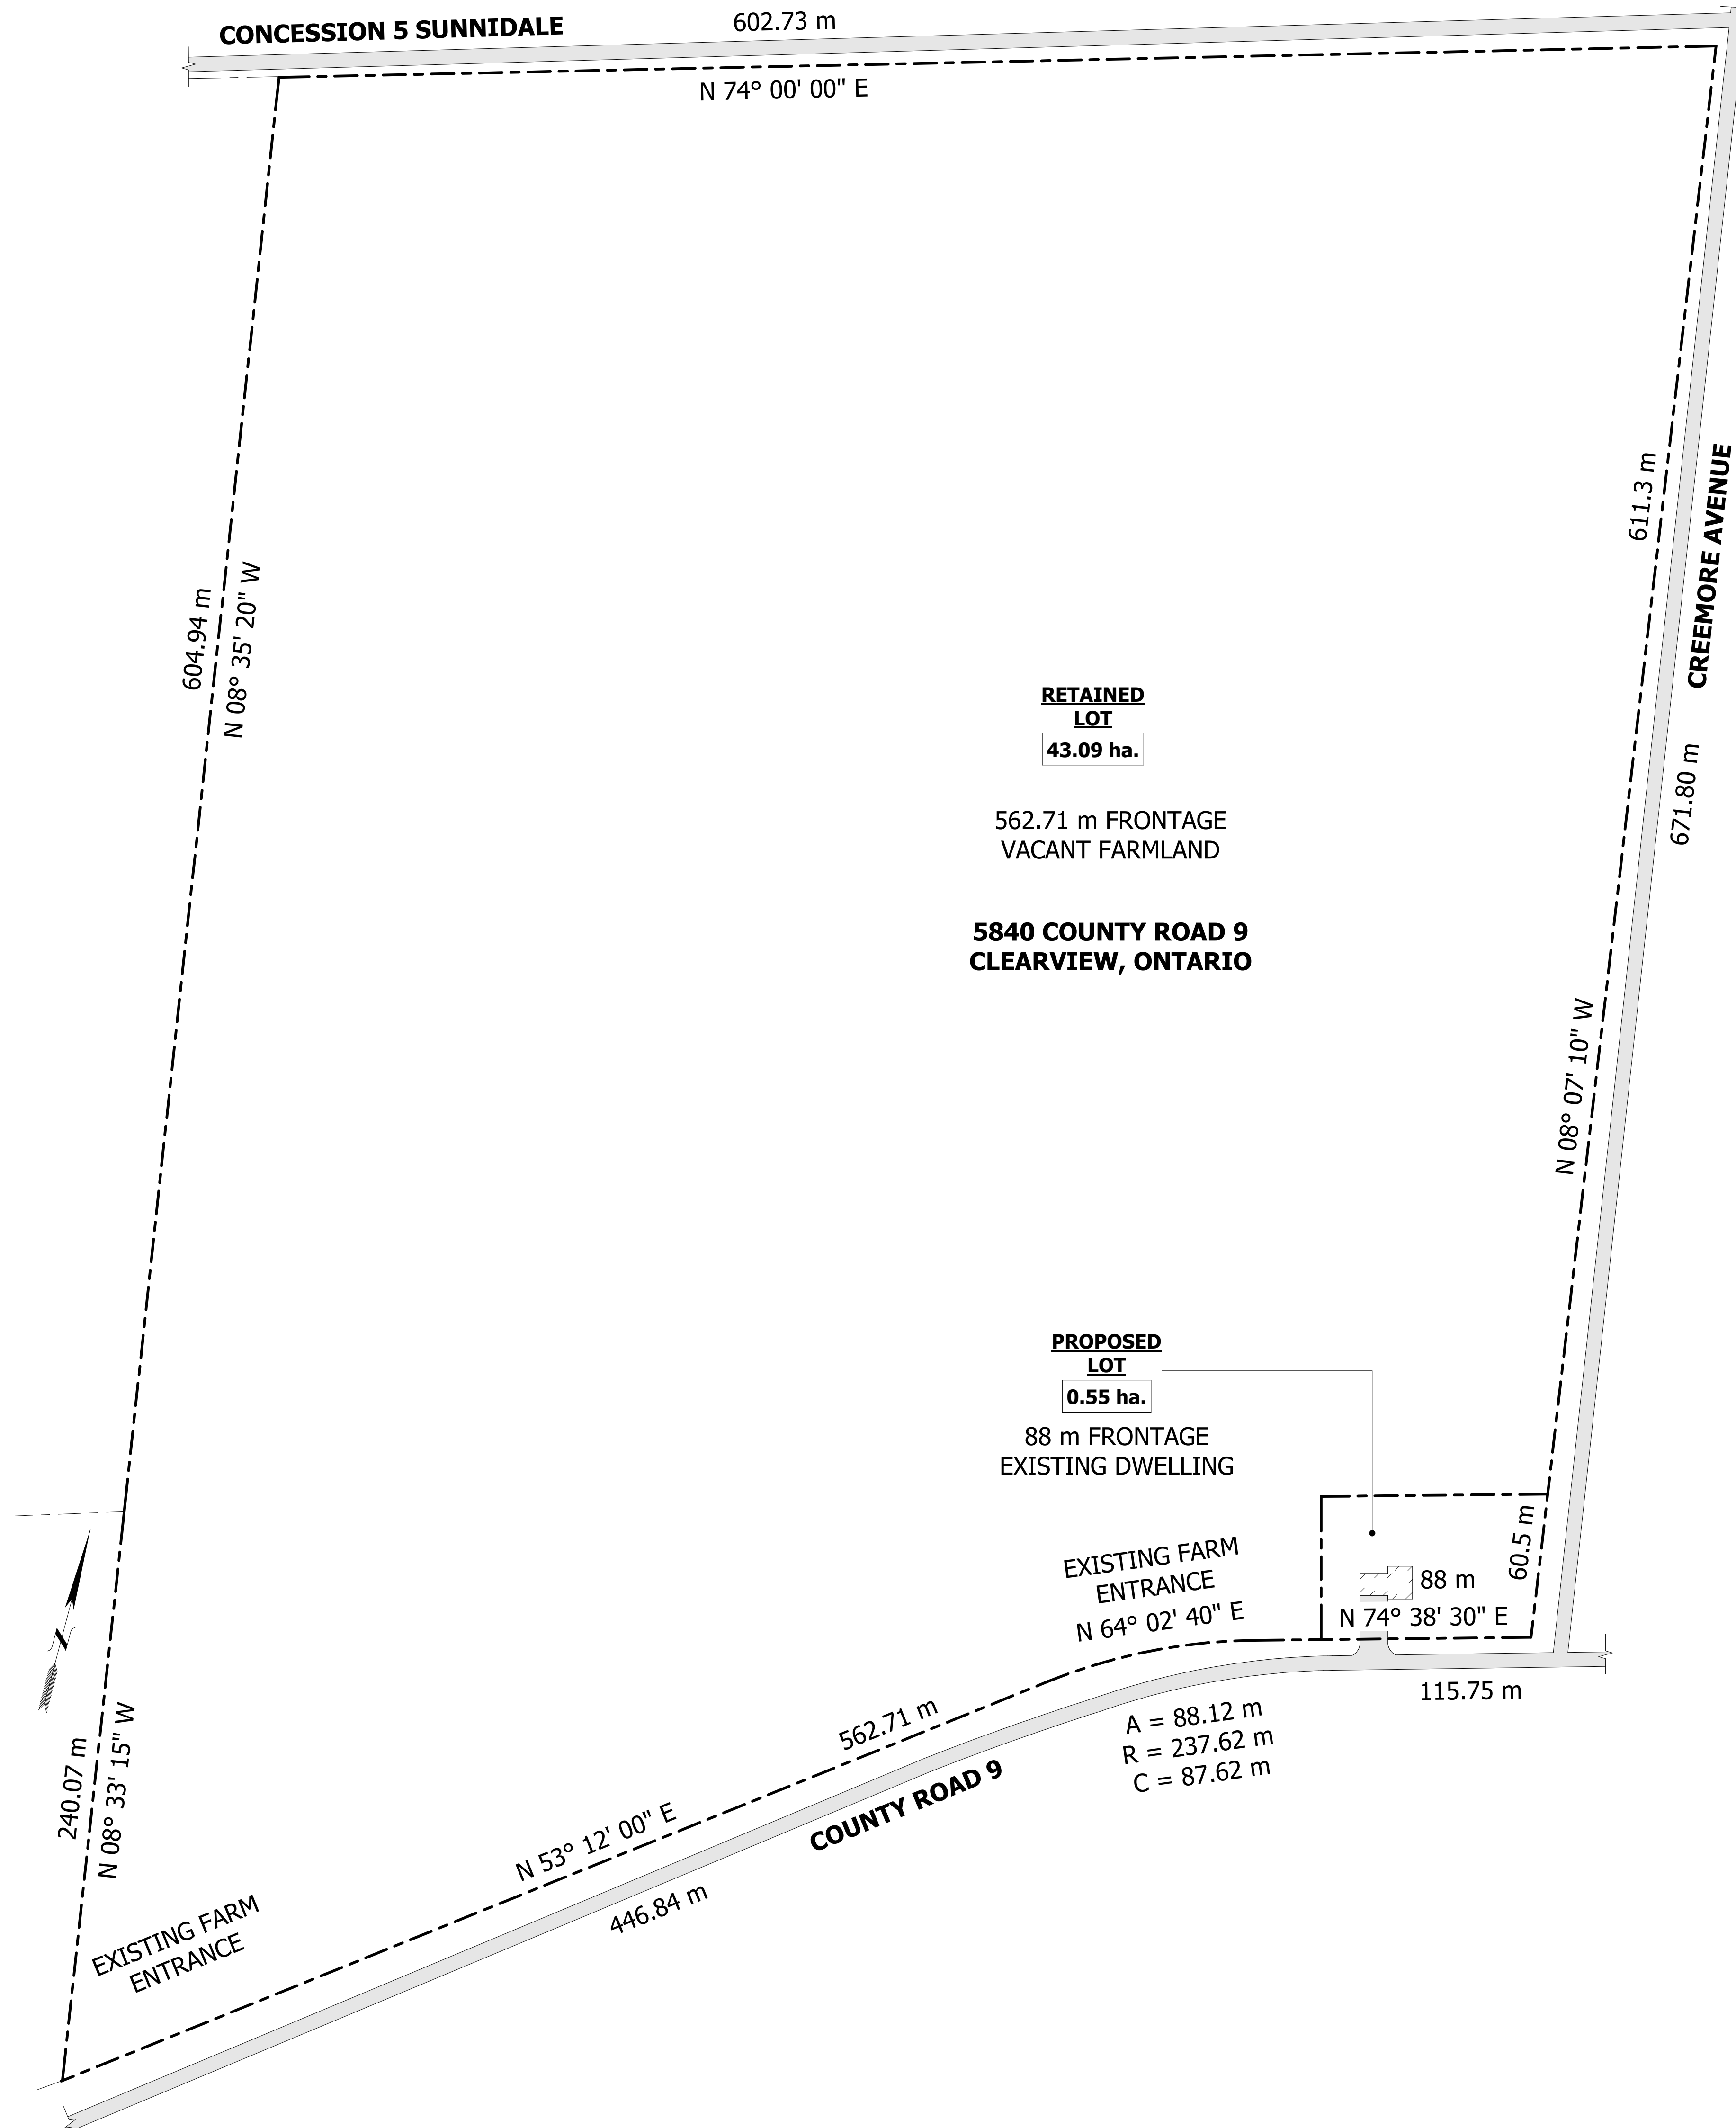 CONCESSION 5 SUNNIDALE
602.73 m
N 74° 00' 00" E
604.94 m
N 08° 35' 20" W
611.3 m
CREEMORE AVENUE
671.80 m
N 08° 07' 10" W
RETAINED
LOT
43.09 ha.
562.71 m FRONTAGE
VACANT FARMLAND
5840 COUNTY ROAD 9
CLEARVIEW, ONTARIO
PROPOSED
LOT
0.55 ha.
88 m FRONTAGE
EXISTING DWELLING
60.5 m
88 m
N 74° 38' 30" E
EXISTING FARM
ENTRANCE
N 64° 02' 40" E
115.75 m
A = 88.12 m
R = 237.62 m
C = 87.62 m
562.71 m
COUNTY ROAD 9
N 53° 12' 00" E
446.84 m
N
240.07 m
N 08° 33' 15" W
EXISTING FARM
ENTRANCE